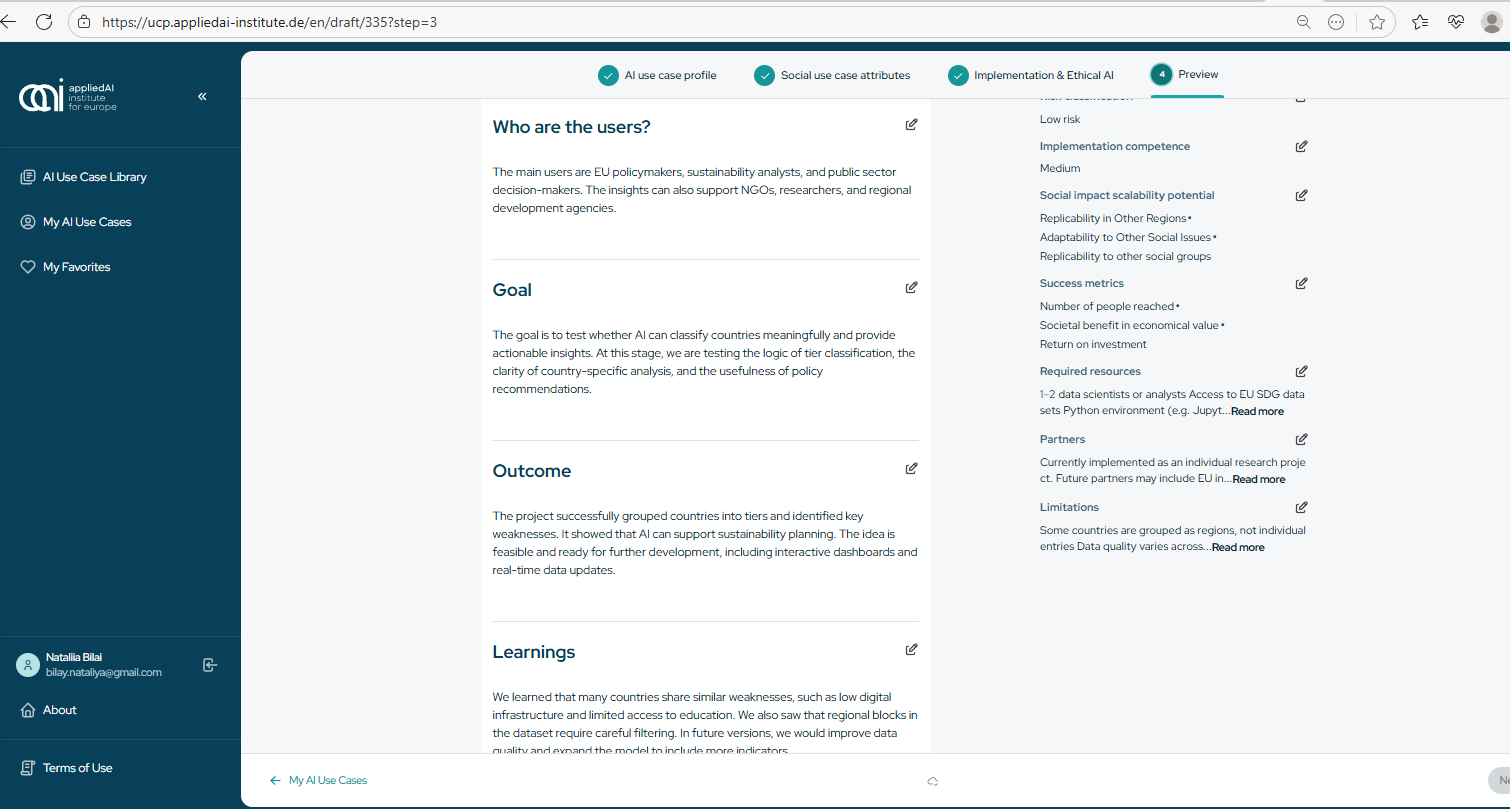 https://ucp.appliedai-institute.de/en/draft/335?step=3
appliedAI
institute
for europe
AI Use Case Library
My AI Use Cases
My Favorites
Nataliia Bilai
bilay.nataliya@gmail.com
About
Terms of Use
AI use case profile
Social use case attributes
Implementation & Ethical AI
4 Preview
Who are the users?
The main users are EU policymakers, sustainability analysts, and public sector
decision-makers. The insights can also support NGOs, researchers, and regional
development agencies.
Goal
The goal is to test whether AI can classify countries meaningfully and provide
actionable insights. At this stage, we are testing the logic of tier classification, the
clarity of country-specific analysis, and the usefulness of policy
recommendations.
Outcome
The project successfully grouped countries into tiers and identified key
weaknesses. It showed that AI can support sustainability planning. The idea is
feasible and ready for further development, including interactive dashboards and
real-time data updates.
Learnings
We learned that many countries share similar weaknesses, such as low digital
infrastructure and limited access to education. We also saw that regional blocks in
the dataset require careful filtering. In future versions, we would improve data
quality and expand the model to include more indicators.
Risk classification
Low risk
Implementation competence
Medium
Social impact scalability potential
Replicability in Other Regions •
Adaptability to Other Social Issues •
Replicability to other social groups
Success metrics
Number of people reached •
Societal benefit in economical value •
Return on investment
Required resources
1–2 data scientists or analysts Access to EU SDG data
sets Python environment (e.g. Jupyt...Read more
Partners
Currently implemented as an individual research proje
ct. Future partners may include EU in...Read more
Limitations
Some countries are grouped as regions, not individual
entries Data quality varies across...Read more
← My AI Use Cases